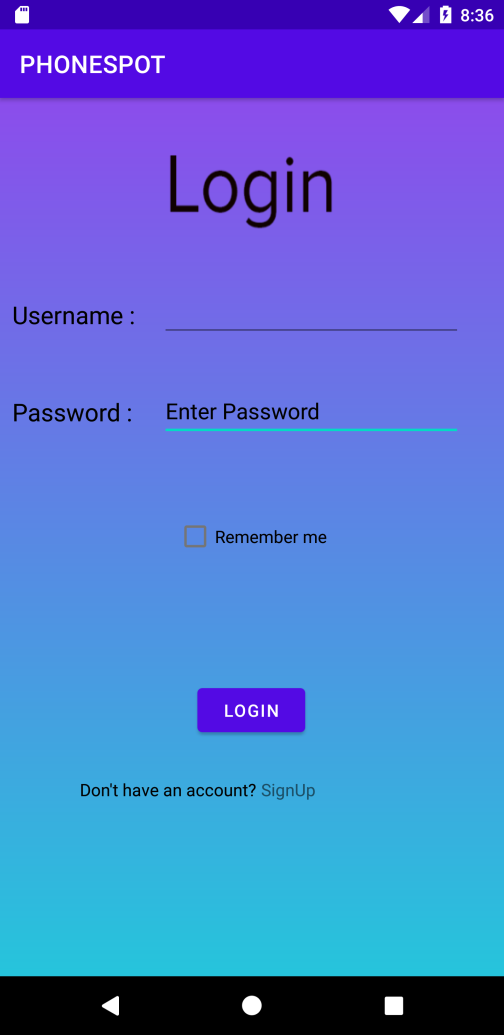 8:36
PHONESPOT
Login
Username :
Password : Enter Password
Remember me
LOGIN
Don't have an account? SignUp